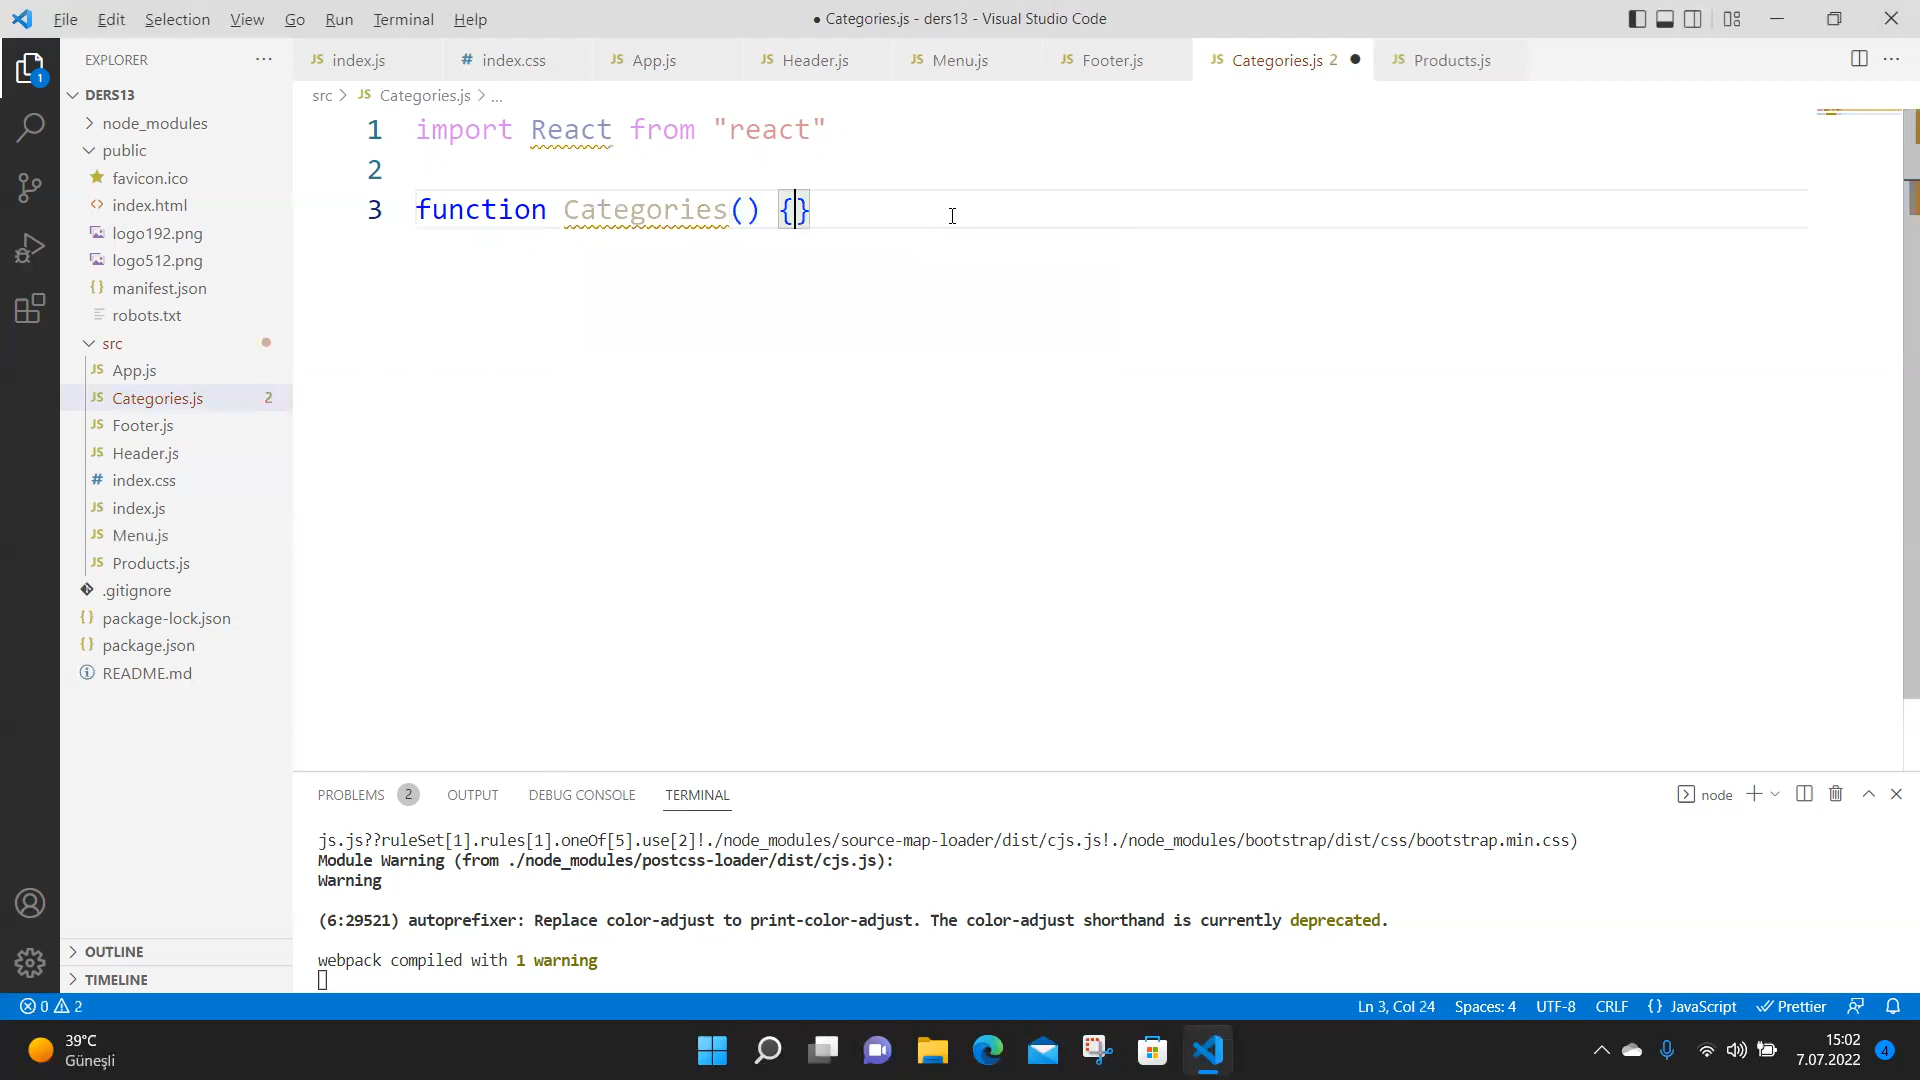 File Edit Selection View Go Run Terminal Help
● Categories.js - ders13 - Visual Studio Code
EXPLORER
DERS13
node_modules
public
favicon.ico
index.html
logo192.png
logo512.png
manifest.json
robots.txt
src
JS App.js
JS Categories.js 2
JS Footer.js
JS Header.js
# index.css
JS index.js
JS Menu.js
JS Products.js
.gitignore
package-lock.json
package.json
README.md
OUTLINE
TIMELINE
JS index.js # index.css JS App.js JS Header.js JS Menu.js JS Footer.js JS Categories.js 2 ● JS Products.js
src > JS Categories.js > ...
1 import React from "react"
2
3 function Categories() {}
PROBLEMS 2 OUTPUT DEBUG CONSOLE TERMINAL
node
js.js??ruleSet[1].rules[1].oneOf[5].use[2]!./node_modules/source-map-loader/dist/cjs.js!./node_modules/bootstrap/dist/css/bootstrap.min.css)
Module Warning (from ./node_modules/postcss-loader/dist/cjs.js):
Warning
(6:29521) autoprefixer: Replace color-adjust to print-color-adjust. The color-adjust shorthand is currently deprecated.
webpack compiled with 1 warning
0 2
Ln 3, Col 24 Spaces: 4 UTF-8 CRLF {} JavaScript Prettier
39°C
Güneşli
15:02
7.07.2022
4
1